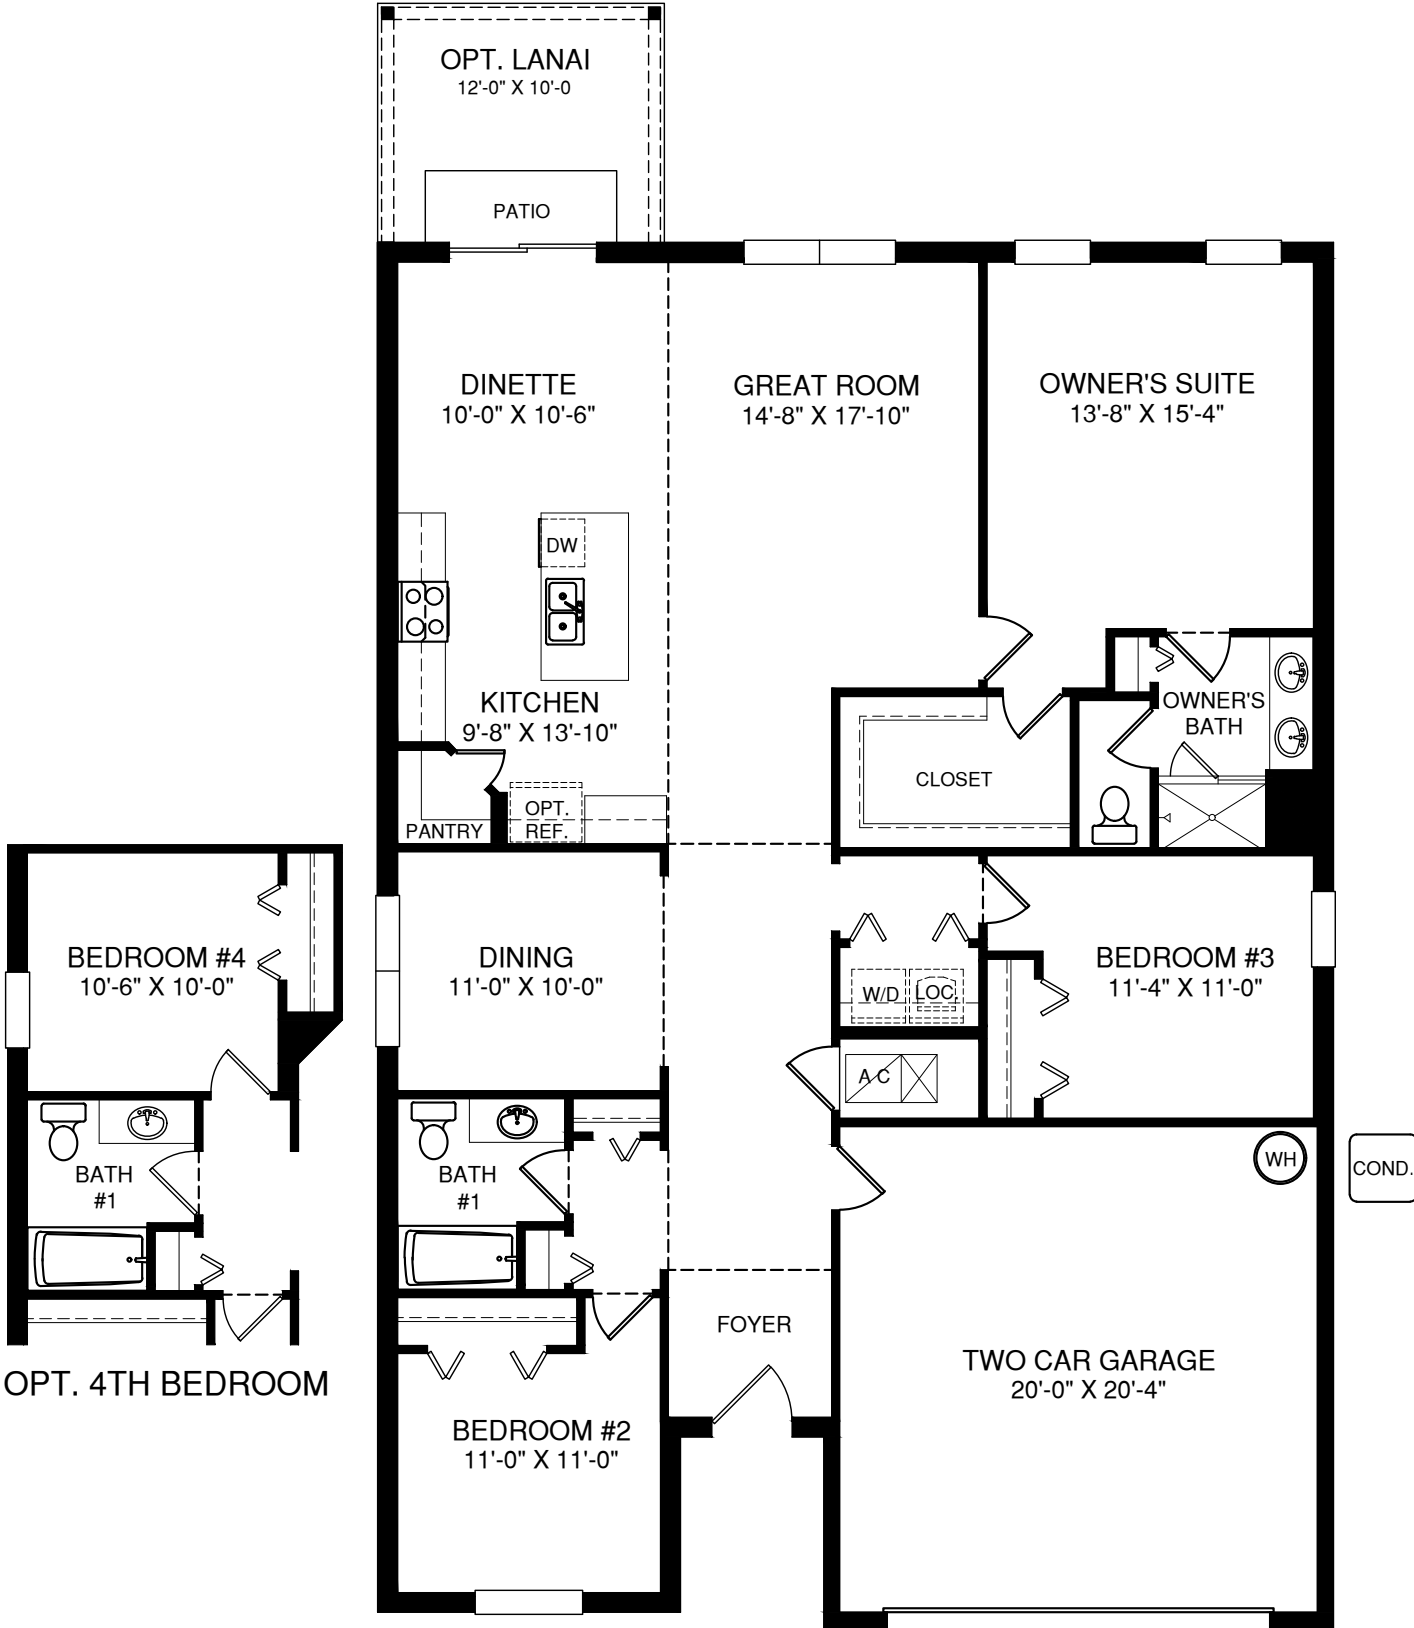 OPT. LANAI
12'-0" X 10'-0
PATIO
DINETTE
10'-0" X 10'-6"
GREAT ROOM
14'-8" X 17'-10"
OWNER'S SUITE
13'-8" X 15'-4"
DW
KITCHEN
9'-8" X 13'-10"
OWNER'S
BATH
CLOSET
OPT.
REF.
PANTRY
BEDROOM #4
10'-6" X 10'-0"
DINING
11'-0" X 10'-0"
W/D
LOC.
BEDROOM #3
11'-4" X 11'-0"
A C
BATH
#1
BATH
#1
WH
COND.
FOYER
OPT. 4TH BEDROOM
TWO CAR GARAGE
20'-0" X 20'-4"
BEDROOM #2
11'-0" X 11'-0"